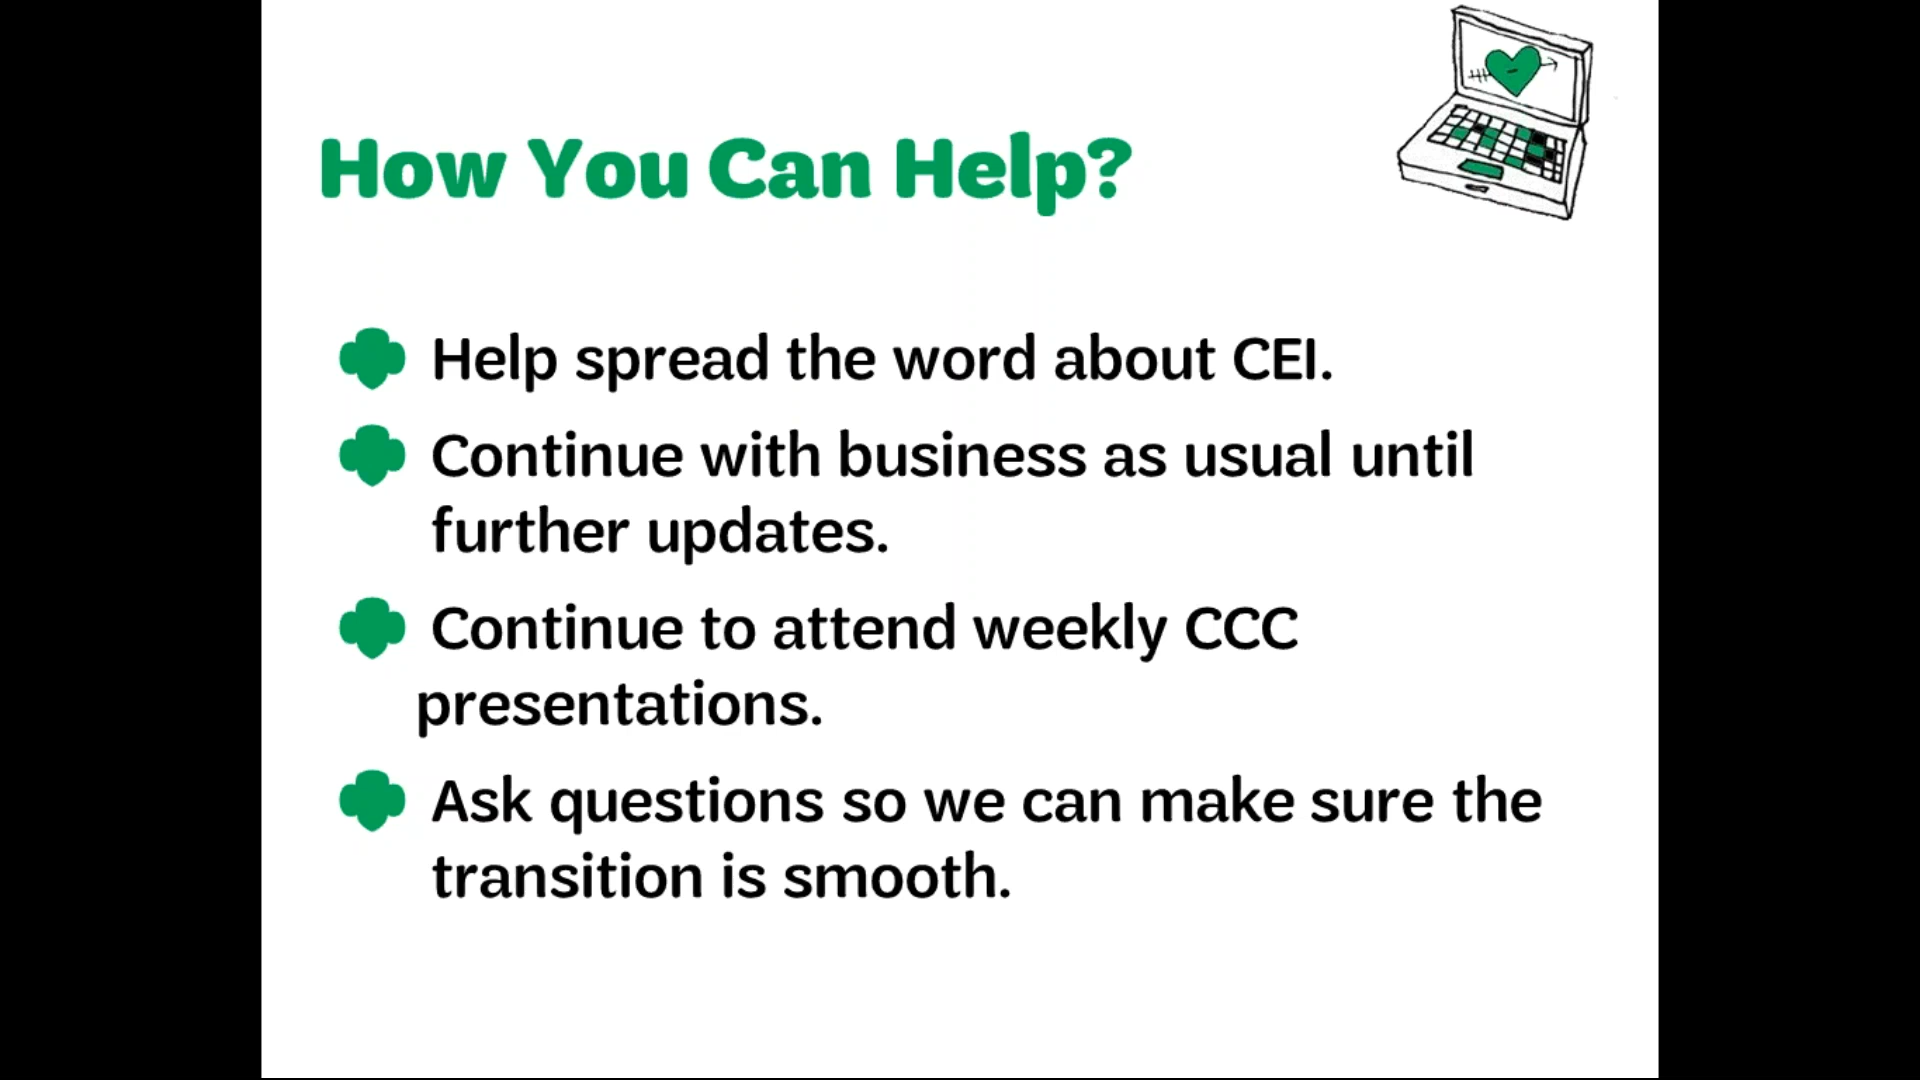 How You Can Help?
Help spread the word about CEI.
Continue with business as usual until
further updates.
Continue to attend weekly CCC
presentations.
Ask questions so we can make sure the
transition is smooth.